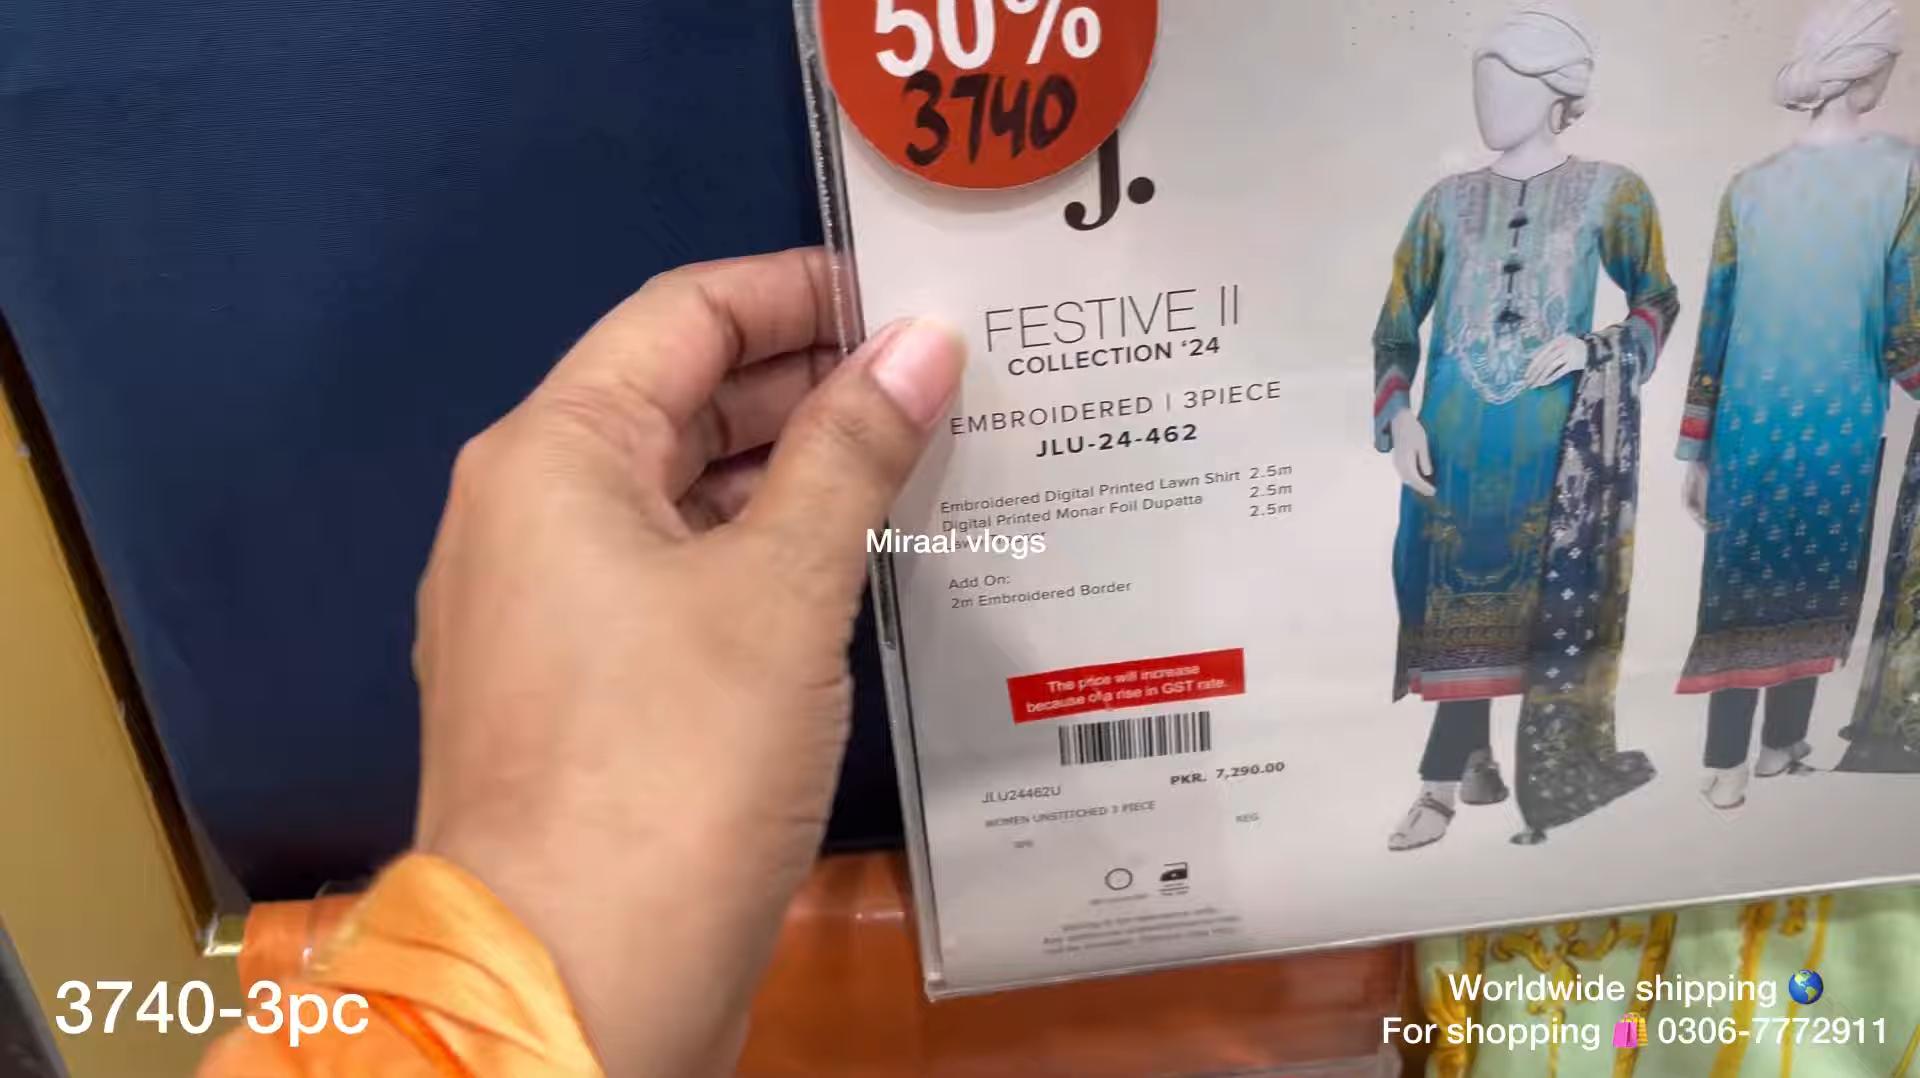 50%
3740
J.
FESTIVE II
COLLECTION '24
EMBROIDERED | 3PIECE
JLU-24-462
Embroidered Digital Printed Lawn Shirt 2.5m
Digital Printed Monar Foil Dupatta 2.5m
2.5m
Miraal vlogs
Add On:
2m Embroidered Border
The price will increase
because of a rise in GST rate.
JLU24462U
PKR. 7,290.00
WOMEN UNSTITCHED 3 PIECE
REG
3740-3pc
Worldwide shipping 🌎
For shopping 🛍️ 0306-7772911